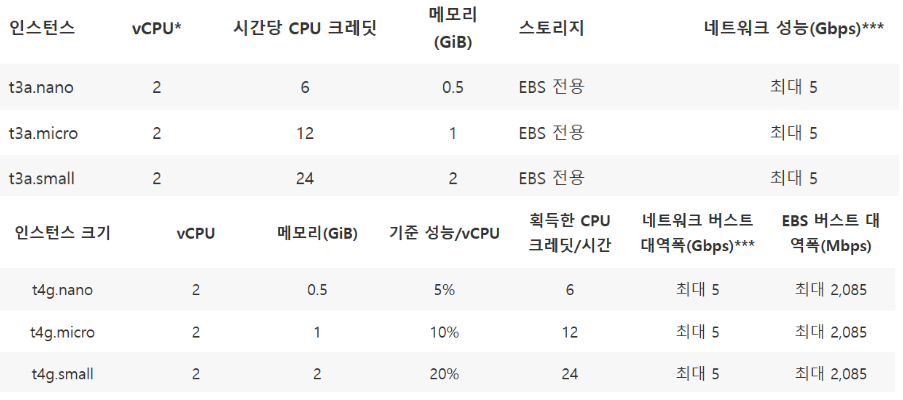 인스턴스 vCPU* 시간당 CPU 크레딧 메모리 (GiB) 스토리지 네트워크 성능(Gbps)***
t3a.nano 2 6 0.5 EBS 전용 최대 5
t3a.micro 2 12 1 EBS 전용 최대 5
t3a.small 2 24 2 EBS 전용 최대 5
인스턴스 크기 vCPU 메모리(GiB) 기준 성능/vCPU 획득한 CPU 크레딧/시간 네트워크 버스트 대역폭(Gbps)*** EBS 버스트 대역폭(Mbps)
t4g.nano 2 0.5 5% 6 최대 5 최대 2,085
t4g.micro 2 1 10% 12 최대 5 최대 2,085
t4g.small 2 2 20% 24 최대 5 최대 2,085